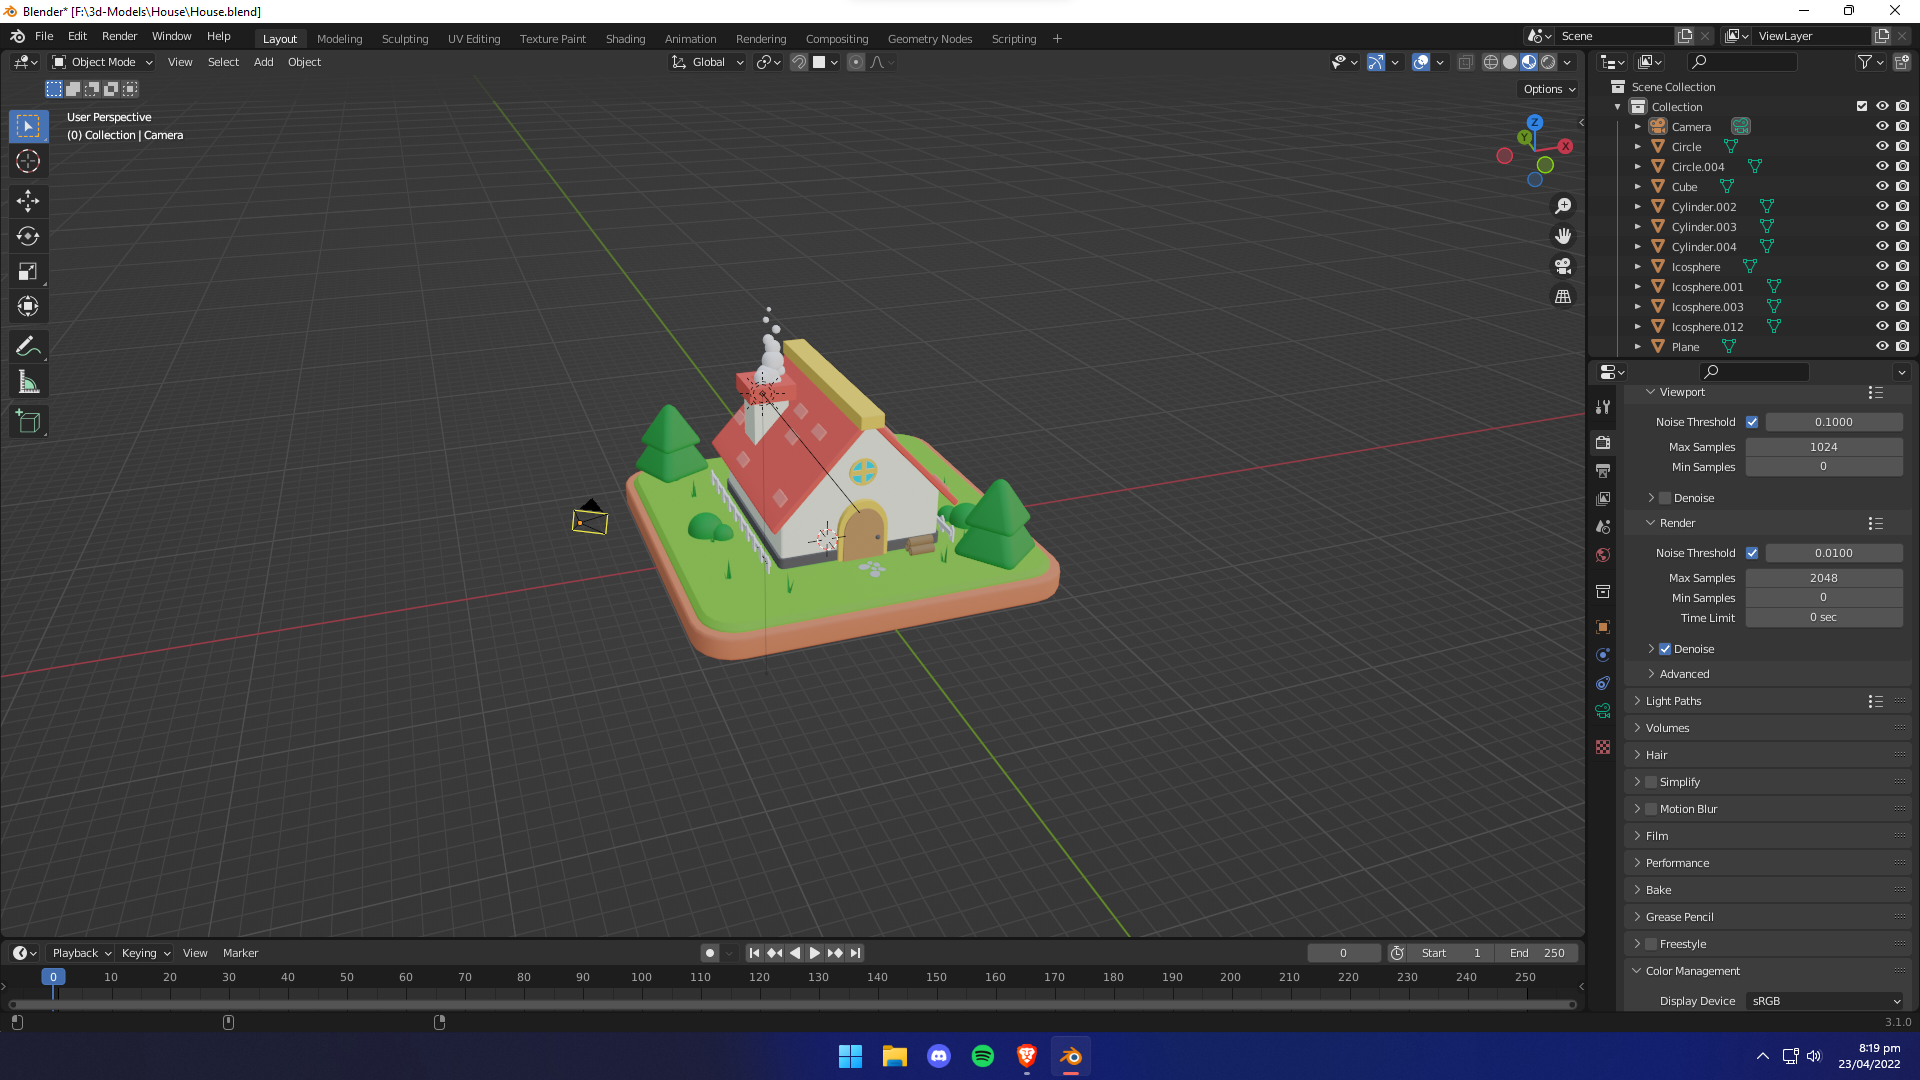 Blender* [F:\3d-Models\House\House.blend]
File Edit Render Window Help Layout Modeling Sculpting UV Editing Texture Paint Shading Animation Rendering Compositing Geometry Nodes Scripting + Scene ViewLayer
Object Mode View Select Add Object Global
Options
User Perspective
(0) Collection | Camera
Z
Y
X
Scene Collection
Collection
Camera
Circle
Circle.004
Cube
Cylinder.002
Cylinder.003
Cylinder.004
Icosphere
Icosphere.001
Icosphere.003
Icosphere.012
Plane
Viewport
Noise Threshold 0.1000
Max Samples 1024
Min Samples 0
Denoise
Render
Noise Threshold 0.0100
Max Samples 2048
Min Samples 0
Time Limit 0 sec
Denoise
Advanced
Light Paths
Volumes
Hair
Simplify
Motion Blur
Film
Performance
Bake
Grease Pencil
Freestyle
Color Management
Display Device sRGB
Playback Keying View Marker 0 Start 1 End 250
0 10 20 30 40 50 60 70 80 90 100 110 120 130 140 150 160 170 180 190 200 210 220 230 240 250
3.1.0
8:19 pm
23/04/2022